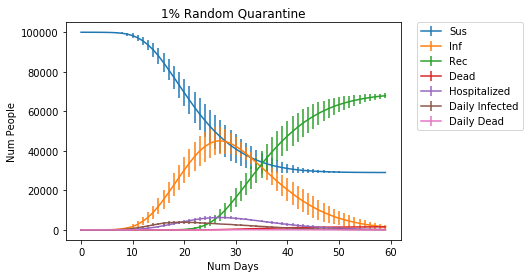 1% Random Quarantine
100000
80000
60000
40000
20000
0
Num People
0 10 20 30 40 50 60
Num Days
Sus
Inf
Rec
Dead
Hospitalized
Daily Infected
Daily Dead